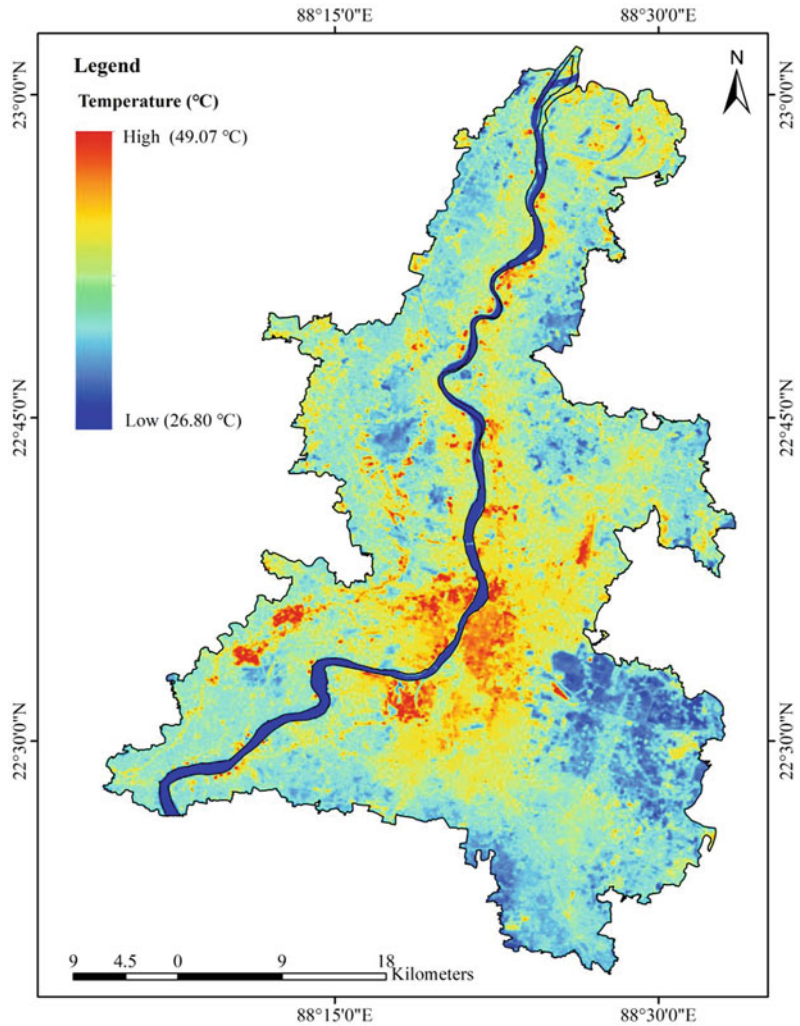 88°15'0"E 88°30'0"E
N
Legend
Temperature (°C)
High (49.07 °C)
Low (26.80 °C)
23°0'0"N
23°0'0"N
22°45'0"N
22°45'0"N
22°30'0"N
22°30'0"N
9 4.5 0 9 18
Kilometers
88°15'0"E 88°30'0"E